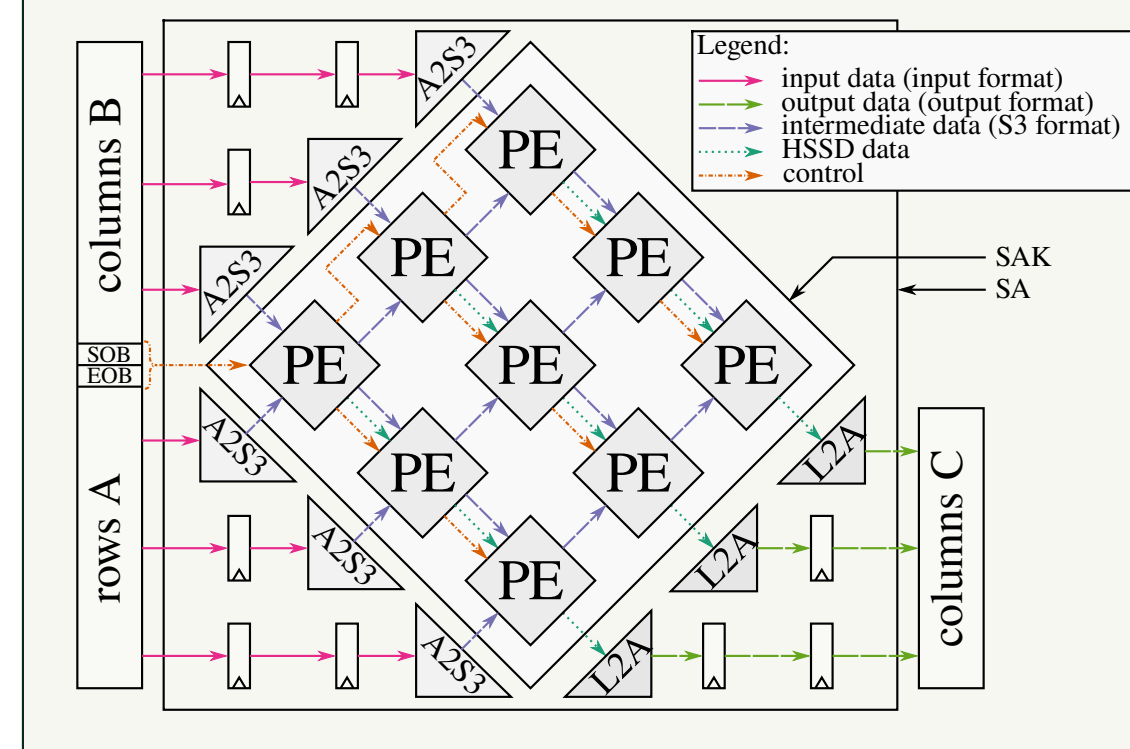 Legend:
input data (input format)
output data (output format)
intermediate data (S3 format)
HSSD data
control
columns B
SOB
EOB
rows A
A2S3
A2S3
A2S3
A2S3
A2S3
A2S3
PE
PE
PE
PE
PE
PE
PE
PE
PE
SAK
SA
L2A
L2A
L2A
columns C